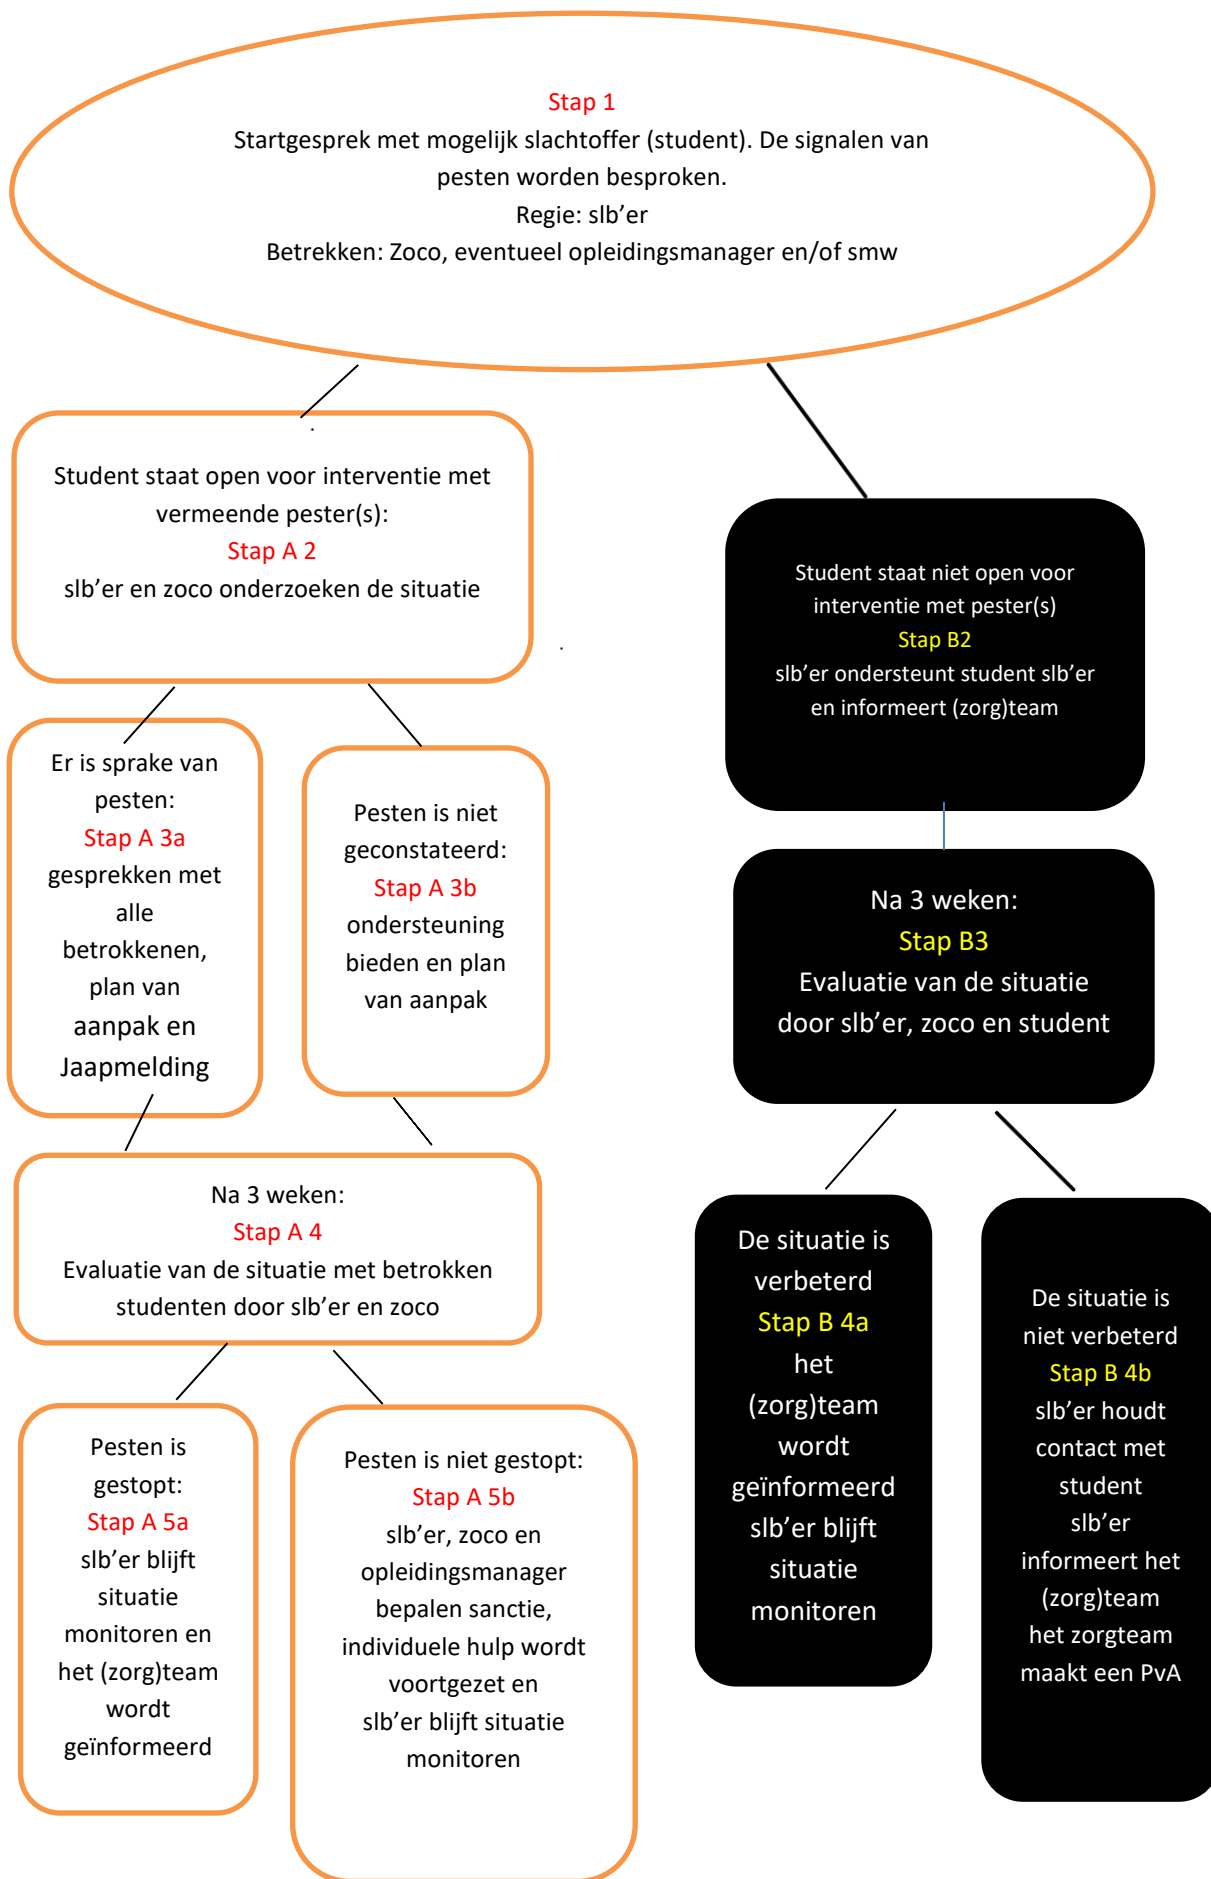 Stap 1
Startgesprek met mogelijk slachtoffer (student). De signalen van
pesten worden besproken.
Regie: slb’er
Betrekken: Zoco, eventueel opleidingsmanager en/of smw
Student staat open voor interventie met
vermeende pester(s):
Stap A 2
slb’er en zoco onderzoeken de situatie
Student staat niet open voor
interventie met pester(s)
Stap B2
slb’er ondersteunt student slb’er
en informeert (zorg)team
Er is sprake van
pesten:
Stap A 3a
gesprekken met
alle
betrokkenen,
plan van
aanpak en
Jaapmelding
Pesten is niet
geconstateerd:
Stap A 3b
ondersteuning
bieden en plan
van aanpak
Na 3 weken:
Stap B3
Evaluatie van de situatie
door slb’er, zoco en student
Na 3 weken:
Stap A 4
Evaluatie van de situatie met betrokken
studenten door slb’er en zoco
De situatie is
verbeterd
Stap B 4a
het
(zorg)team
wordt
geïnformeerd
slb’er blijft
situatie
monitoren
De situatie is
niet verbeterd
Stap B 4b
slb’er houdt
contact met
student
slb’er
informeert het
(zorg)team
het zorgteam
maakt een PvA
Pesten is
gestopt:
Stap A 5a
slb’er blijft
situatie
monitoren en
het (zorg)team
wordt
geïnformeerd
Pesten is niet gestopt:
Stap A 5b
slb’er, zoco en
opleidingsmanager
bepalen sanctie,
individuele hulp wordt
voortgezet en
slb’er blijft situatie
monitoren